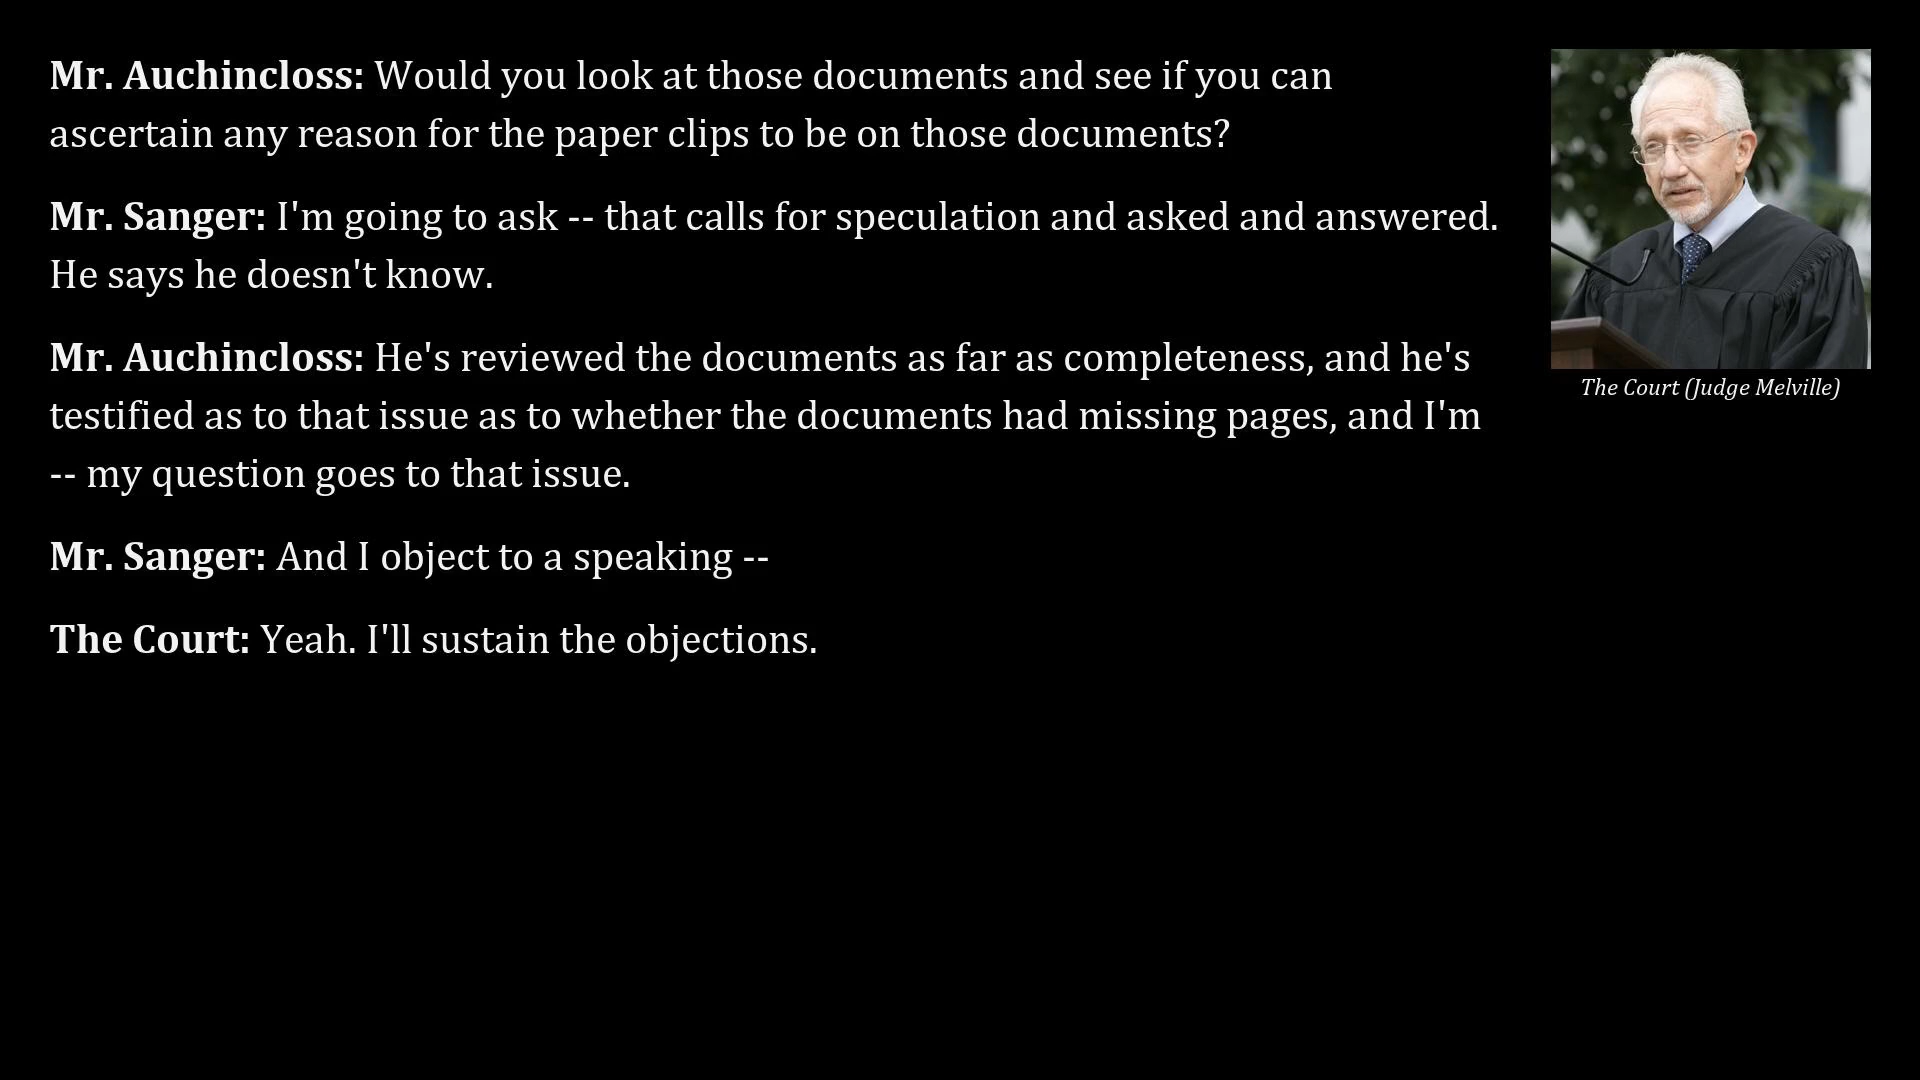 Mr. Auchincloss: Would you look at those documents and see if you can
ascertain any reason for the paper clips to be on those documents?
Mr. Sanger: I'm going to ask -- that calls for speculation and asked and answered.
He says he doesn't know.
Mr. Auchincloss: He's reviewed the documents as far as completeness, and he's
testified as to that issue as to whether the documents had missing pages, and I'm
-- my question goes to that issue.
Mr. Sanger: And I object to a speaking --
The Court: Yeah. I'll sustain the objections.
The Court (Judge Melville)